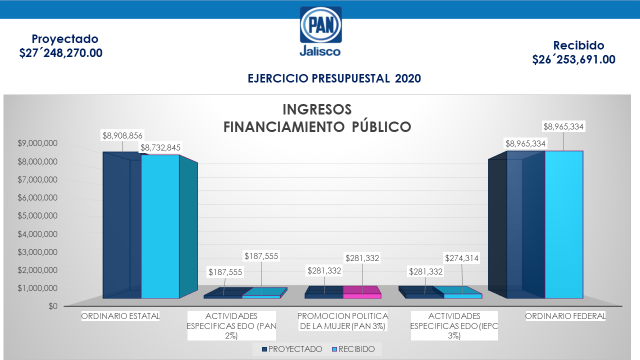 PAN
Jalisco
Proyectado
$27´248,270.00
Recibido
$26´253,691.00
EJERCICIO PRESUPUESTAL 2020
INGRESOS
FINANCIAMIENTO PÚBLICO
$9,000,000
$8,000,000
$7,000,000
$6,000,000
$5,000,000
$4,000,000
$3,000,000
$2,000,000
$1,000,000
$0
$8,908,856
$8,732,845
$187,555
$187,555
$281,332
$281,332
$281,332
$274,314
$8,965,334
$8,965,334
ORDINARIO ESTATAL
ACTIVIDADES
ESPECIFICAS EDO (PAN
2%)
PROMOCION POLITICA
DE LA MUJER (PAN 3%)
ACTIVIDADES
ESPECIFICAS EDO (IEPC
3%)
ORDINARIO FEDERAL
PROYECTADO
RECIBIDO